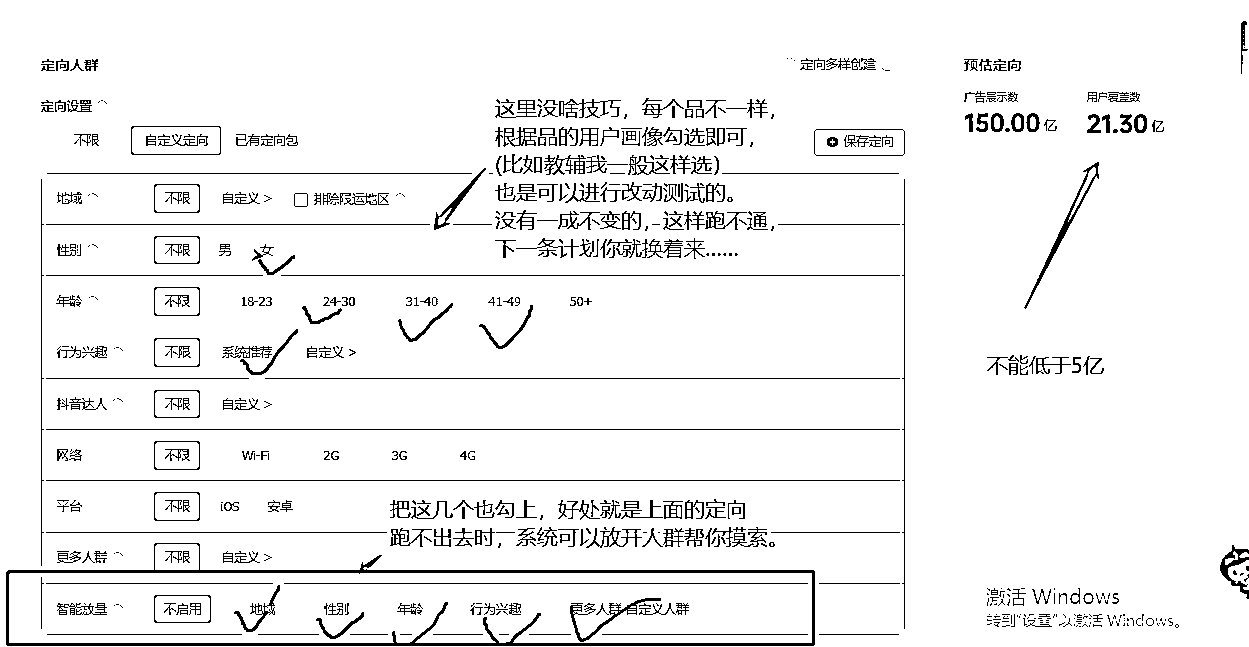 定向人群
定向多样创建
预估定向
广告展示数 用户覆盖数
150.00 亿 21.30 亿
定向设置
不限 自定义定向 已有定向包
保存定向
这里没啥技巧，每个品不一样，
根据品的用户画像勾选即可，
(比如教辅我一般这样选)
也是可以进行改动测试的。
没有一成不变的，这样跑不通，
下一条计划你就换着来……
地域 不限 自定义 > 排除限运地区
性别 不限 男 女
年龄 不限 18-23 24-30 31-40 41-49 50+
行为兴趣 不限 系统推荐 自定义 >
不能低于5亿
抖音达人 不限 自定义 >
网络 不限 Wi-Fi 2G 3G 4G
平台 不限 iOS 安卓
把这几个也勾上，好处就是上面的定向
跑不出去时，系统可以放开人群帮你摸索。
更多人群 不限 自定义 >
智能放量 不启用 地域 性别 年龄 行为兴趣 更多人群-自定义人群
激活 Windows
转到“设置”以激活 Windows。